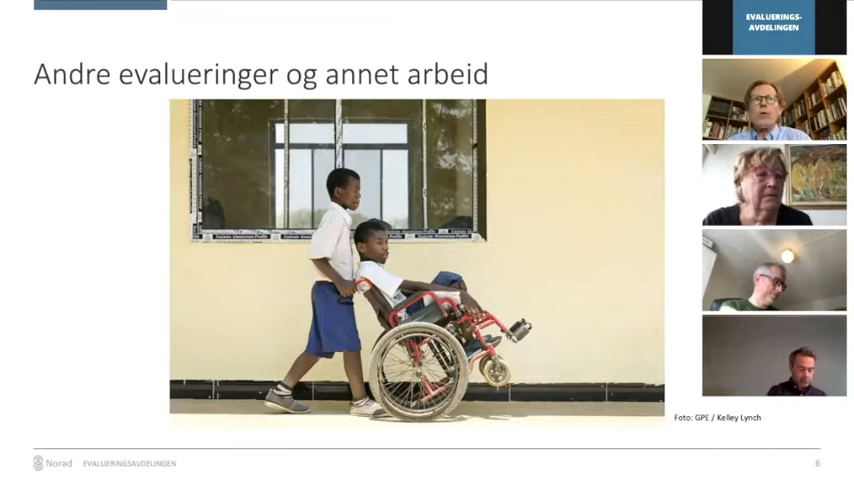 EVALUERINGS-
AVDELINGEN
Andre evalueringer og annet arbeid
Foto: GPE / Kelley Lynch
Norad EVALUERINGSAVDELINGEN
6